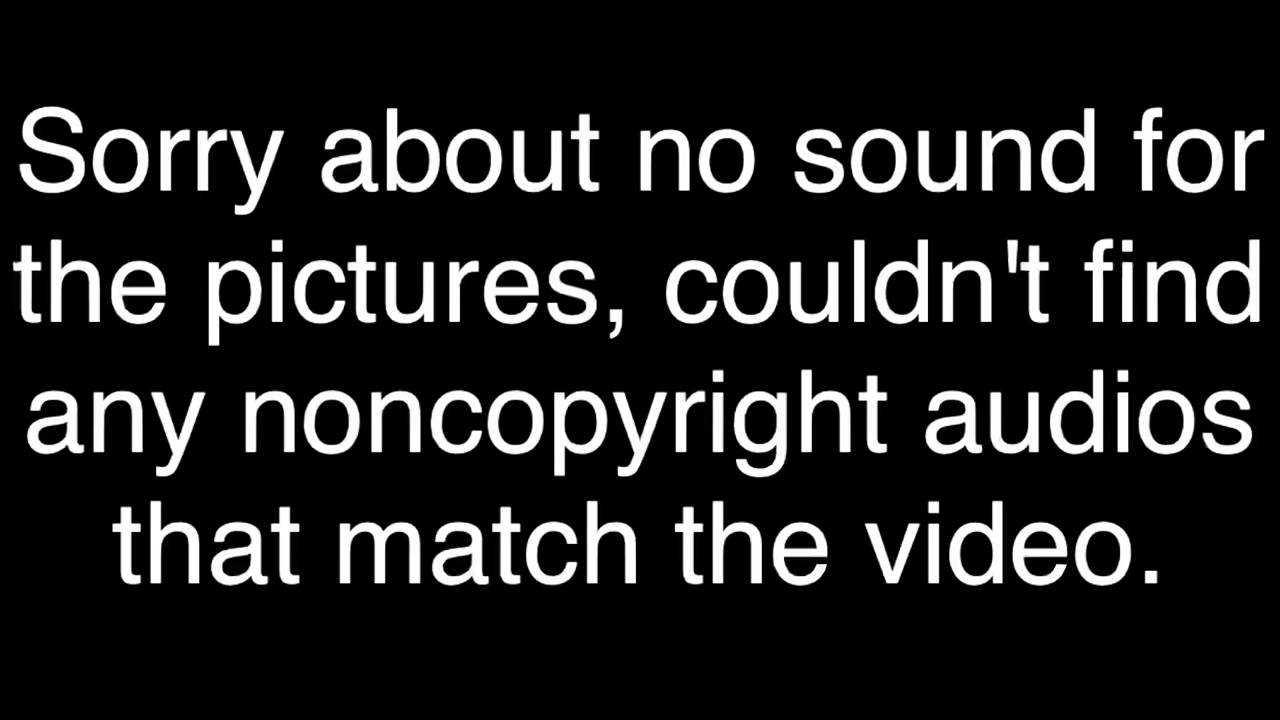 Sorry about no sound for
the pictures, couldn't find
any noncopyright audios
that match the video.